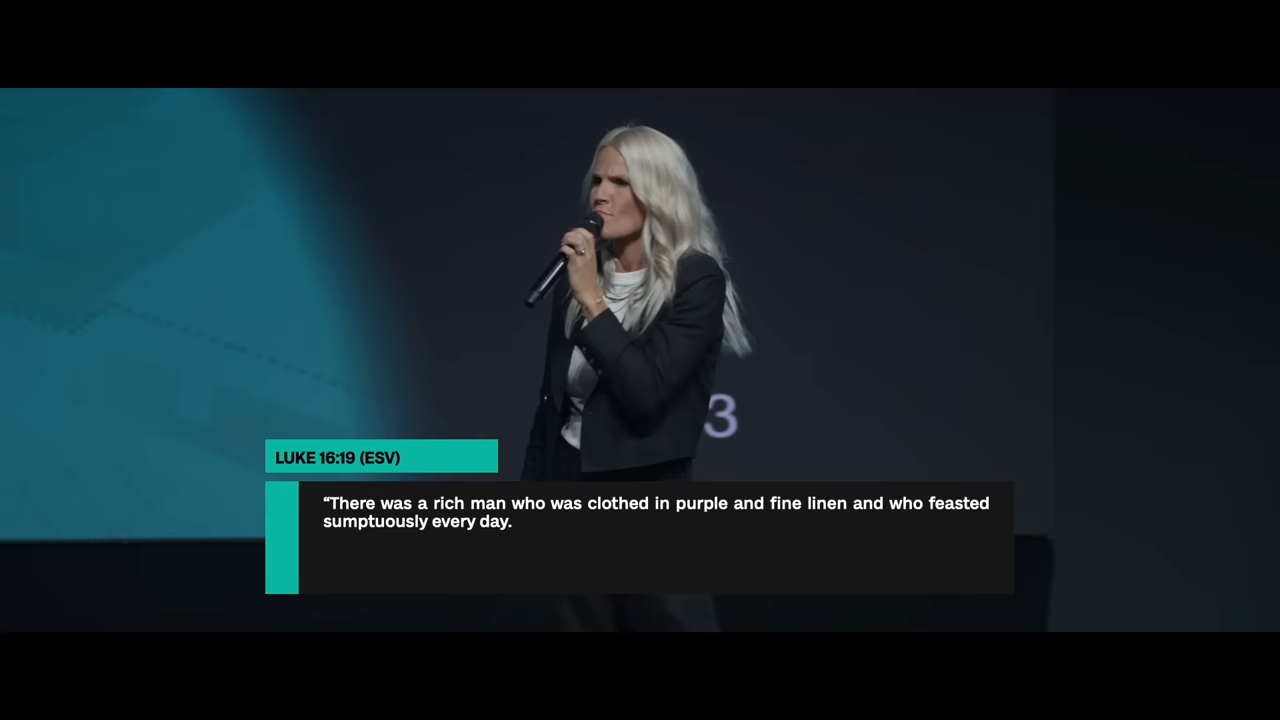 3
LUKE 16:19 (ESV)
“There was a rich man who was clothed in purple and fine linen and who feasted
sumptuously every day.